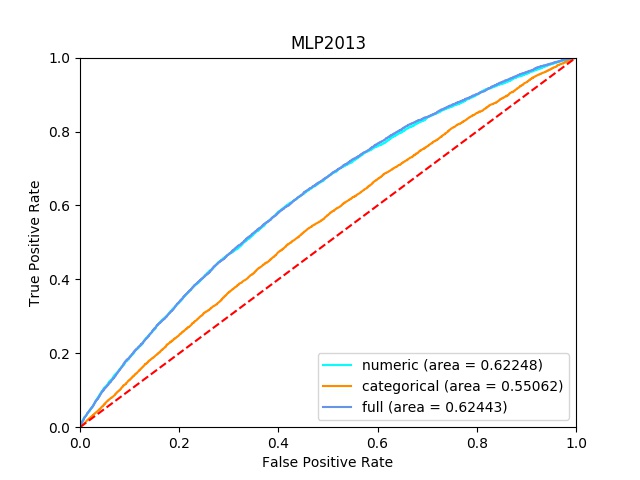 MLP2013
True Positive Rate
1.0
0.8
0.6
0.4
0.2
0.0
numeric (area = 0.62248)
categorical (area = 0.55062)
full (area = 0.62443)
0.0 0.2 0.4 0.6 0.8 1.0
False Positive Rate